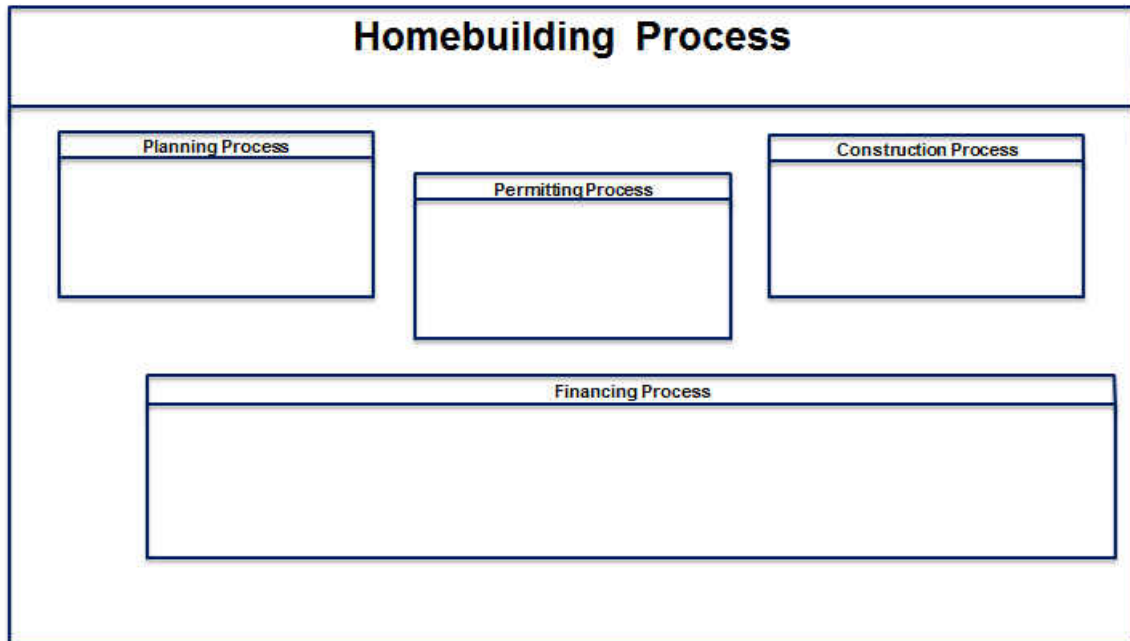 Homebuilding Process
Planning Process
Permitting Process
Construction Process
Financing Process